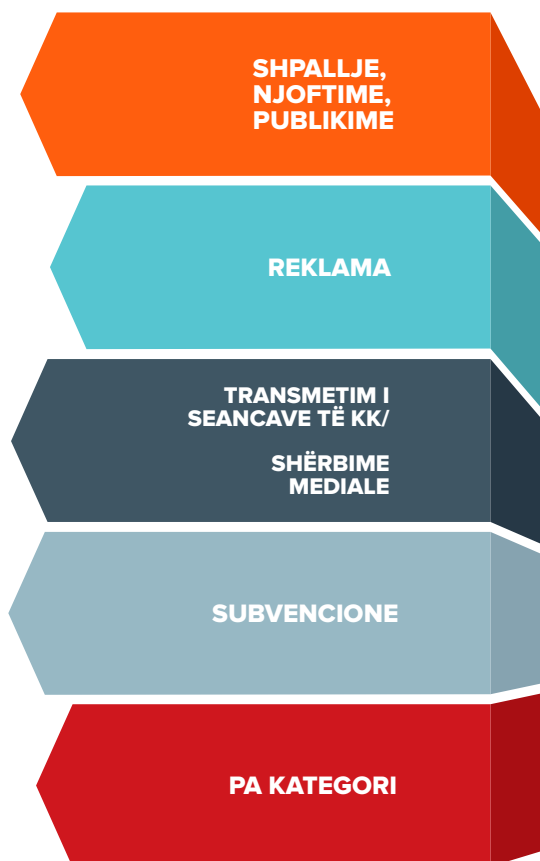 SHPALLJE,
NJOFTIME,
PUBLIKIME
REKLAMA
TRANSMETIM I
SEANCAVE TË KK/
SHËRBIME
MEDIALE
SUBVENCIONE
PA KATEGORI